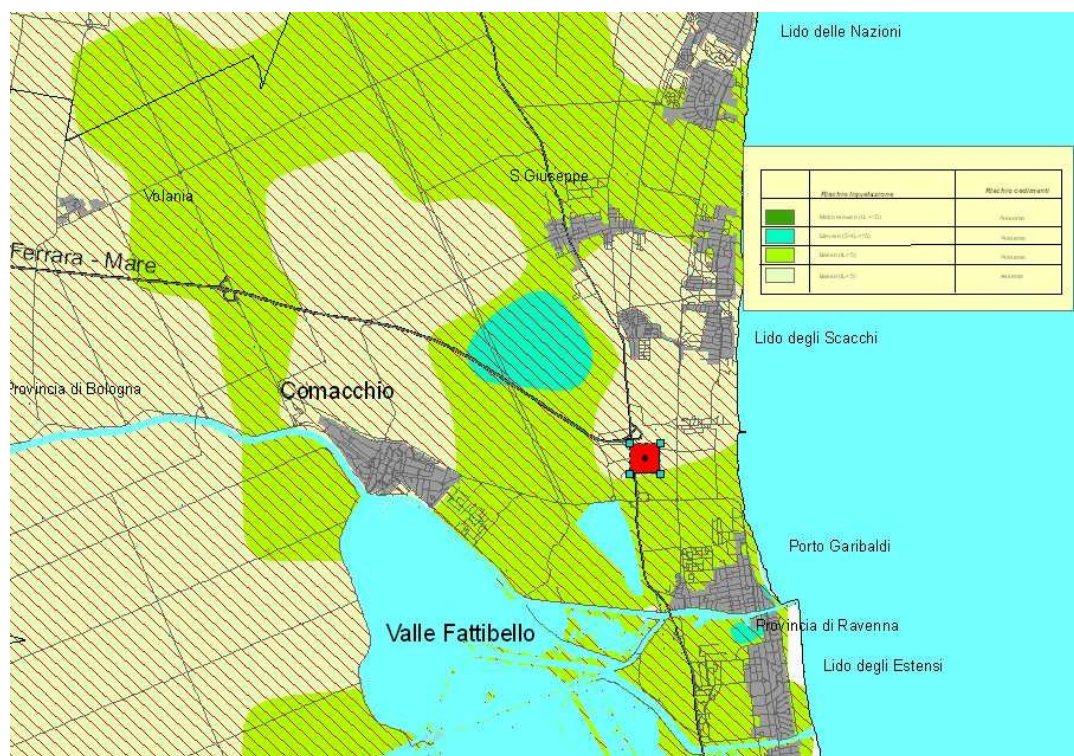 Lido delle Nazioni
S.Giuseppe
Volania
Rischio liquefazione
Rischio cedimenti
Ferrara - Mare
Lido degli Scacchi
Provincia di Bologna
Comacchio
Porto Garibaldi
Valle Fattibello
Provincia di Ravenna
Lido degli Estensi